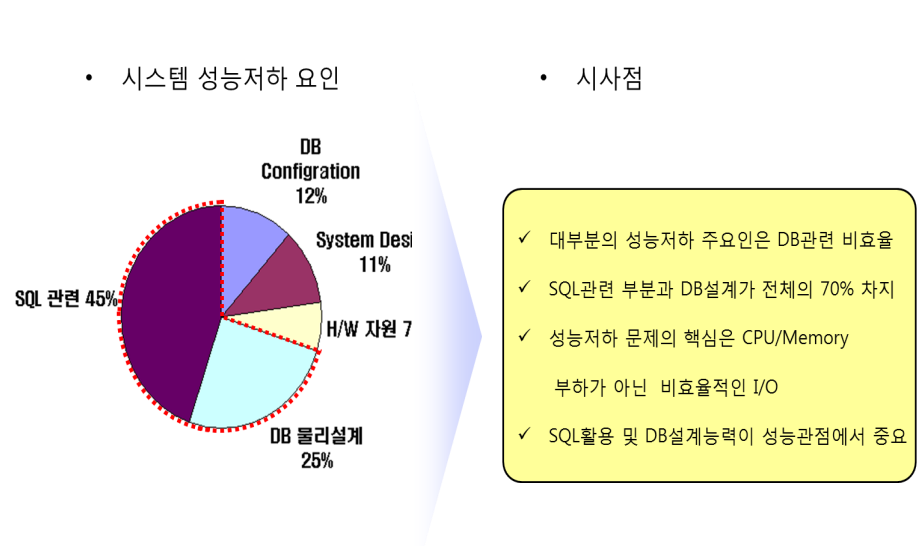 • 시스템 성능저하 요인
DB
Configration
12%
System Desi
11%
H/W 자원 7
DB 물리설계
25%
SQL 관련 45%
• 시사점
✓ 대부분의 성능저하 주요인은 DB관련 비효율
✓ SQL관련 부분과 DB설계가 전체의 70% 차지
✓ 성능저하 문제의 핵심은 CPU/Memory
부하가 아닌 비효율적인 I/O
✓ SQL활용 및 DB설계능력이 성능관점에서 중요